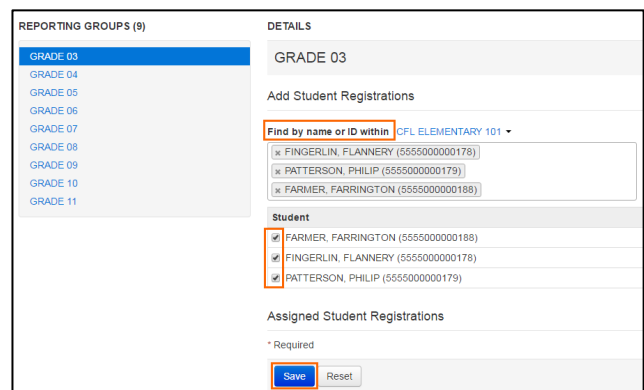 REPORTING GROUPS (9)
GRADE 03
GRADE 04
GRADE 05
GRADE 06
GRADE 07
GRADE 08
GRADE 09
GRADE 10
GRADE 11
DETAILS
GRADE 03
Add Student Registrations
Find by name or ID within CFL ELEMENTARY 101
× FINGERLIN, FLANNERY (5555000000178)
× PATTERSON, PHILIP (5555000000179)
× FARMER, FARRINGTON (5555000000188)
Student
FARMER, FARRINGTON (5555000000188)
FINGERLIN, FLANNERY (5555000000178)
PATTERSON, PHILIP (5555000000179)
Assigned Student Registrations
* Required
Save Reset